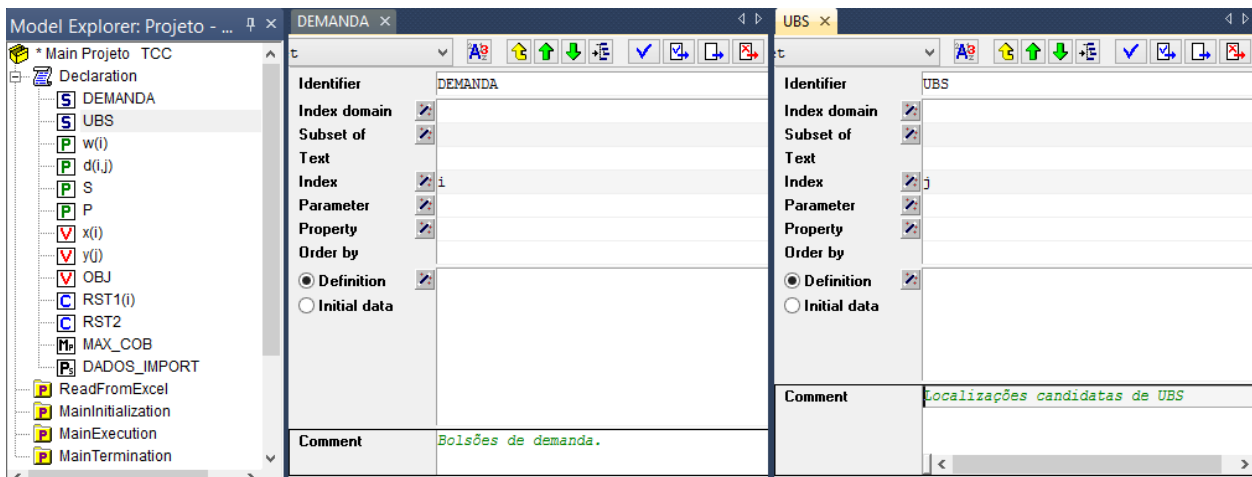 Model Explorer: Projeto - ...
* Main Projeto TCC
Declaration
S DEMANDA
S UBS
P w(i)
P d(i,j)
P S
P P
V x(i)
V y(j)
V OBJ
C RST1(i)
C RST2
MP MAX_COB
Ps DADOS_IMPORT
P ReadFromExcel
P MainInitialization
P MainExecution
P MainTermination
DEMANDA
t
Identifier DEMANDA
Index domain
Subset of
Text
Index i
Parameter
Property
Order by
Definition
Initial data
Comment Bolsões de demanda.
UBS
:t
Identifier UBS
Index domain
Subset of
Text
Index j
Parameter
Property
Order by
Definition
Initial data
Comment Localizações candidatas de UBS